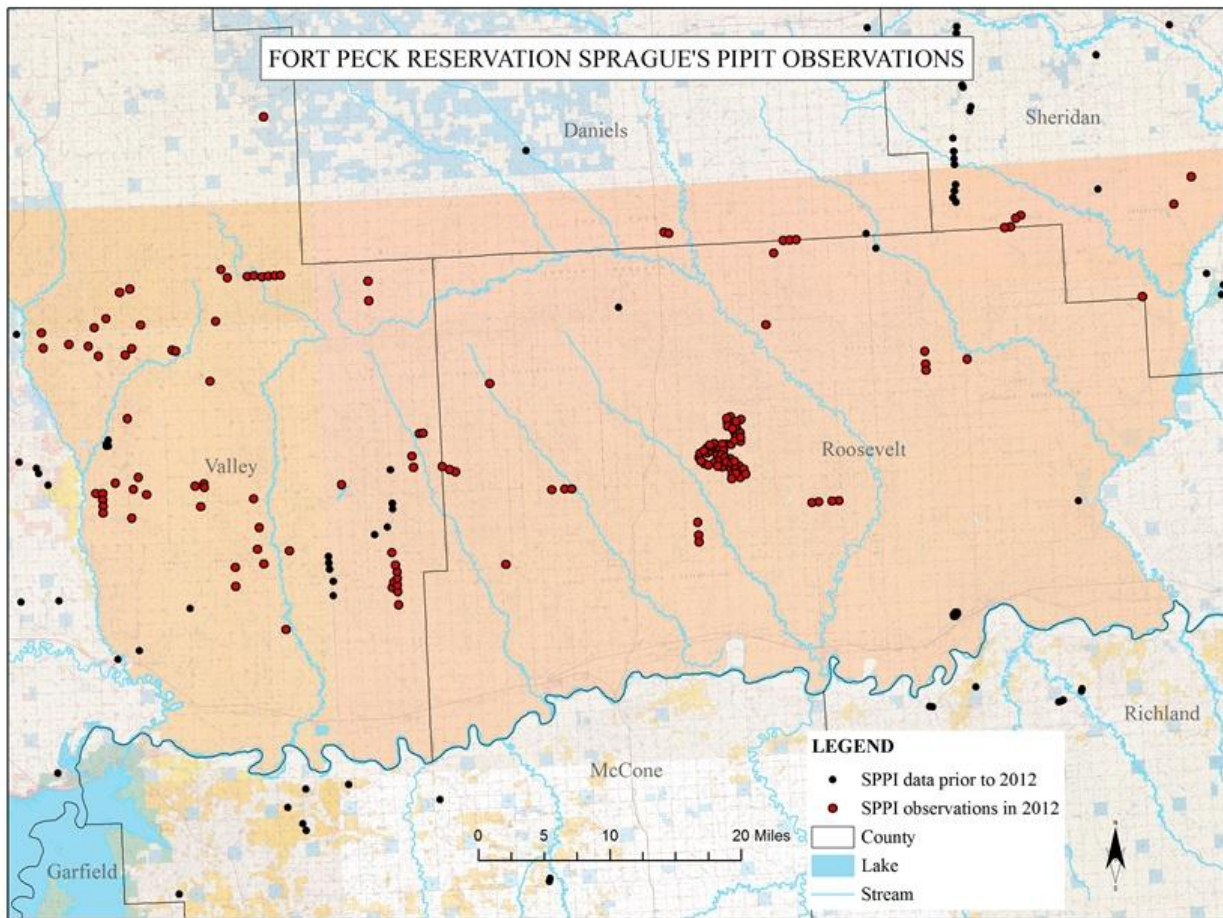 FORT PECK RESERVATION SPRAGUE'S PIPIT OBSERVATIONS
Daniels
Sheridan
Valley
Roosevelt
Richland
McCone
Garfield
LEGEND
SPPI data prior to 2012
SPPI observations in 2012
County
Lake
Stream
0 5 10 20 Miles
N
S